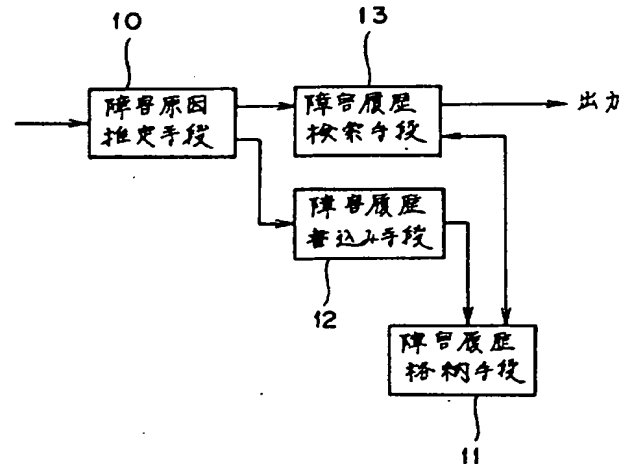 10
13
障害原因
推定手段
障害履歴
検索手段
出力
障害履歴
書込み手段
12
障害履歴
格納手段
11